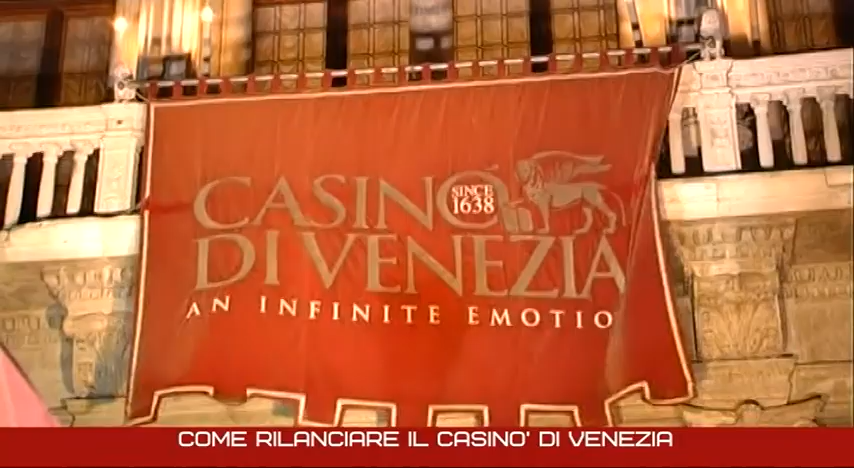 CASINÒ
SINCE
1638
DI VENEZIA
AN INFINITE EMOTIO
COME RILANCIARE IL CASINO' DI VENEZIA